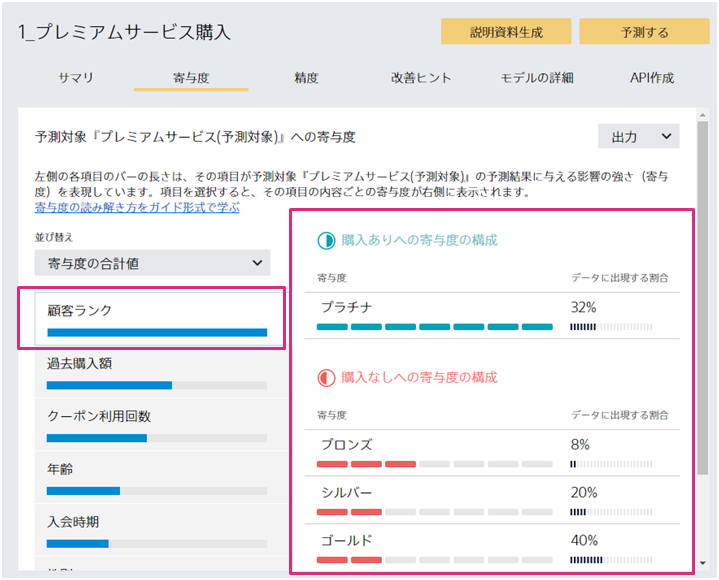 1_プレミアムサービス購入
説明資料生成
予測する
サマリ
寄与度
精度
改善ヒント
モデルの詳細
API作成
予測対象『プレミアムサービス(予測対象)』への寄与度
出力
左側の各項目のバーの長さは、その項目が予測対象『プレミアムサービス(予測対象)』の予測結果に与える影響の強さ（寄与
度）を表現しています。項目を選択すると、その項目の内容ごとの寄与度が右側に表示されます。
寄与度の読み解き方をガイド形式で学ぶ
並び替え
寄与度の合計値
顧客ランク
過去購入額
クーポン利用回数
年齢
入会時期
購入ありへの寄与度の構成
寄与度
データに出現する割合
プラチナ
32%
購入なしへの寄与度の構成
寄与度
データに出現する割合
ブロンズ
8%
シルバー
20%
ゴールド
40%